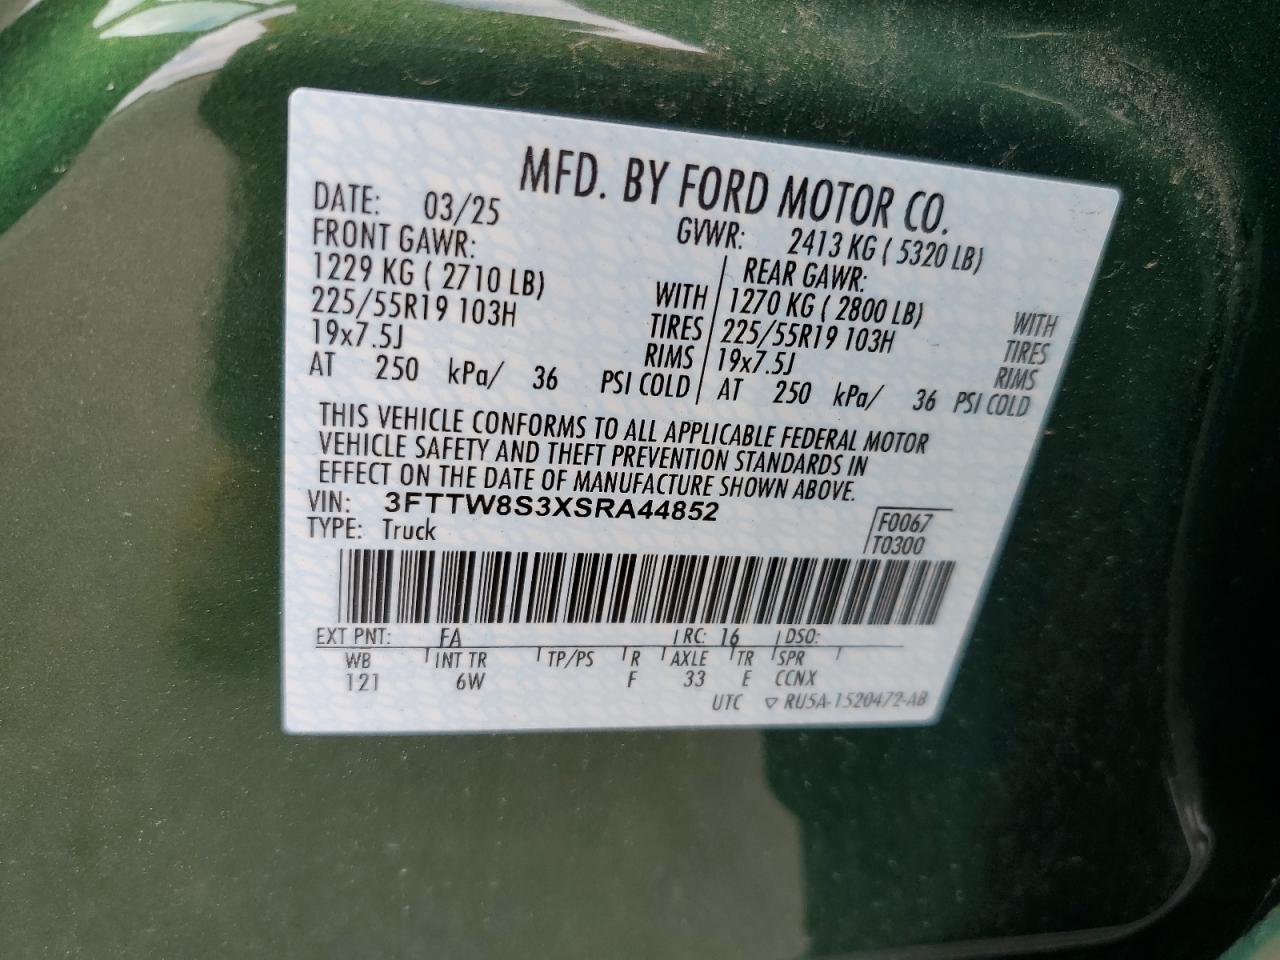 MFD. BY FORD MOTOR CO.
DATE: 03/25 GVWR: 2413 KG ( 5320 LB)
FRONT GAWR: REAR GAWR:
1229 KG ( 2710 LB) WITH 1270 KG ( 2800 LB) WITH
225/55R19 103H TIRES 225/55R19 103H TIRES
19x7.5J RIMS 19x7.5J RIMS
AT 250 kPa/ 36 PSI COLD AT 250 kPa/ 36 PSI COLD
THIS VEHICLE CONFORMS TO ALL APPLICABLE FEDERAL MOTOR
VEHICLE SAFETY AND THEFT PREVENTION STANDARDS IN
EFFECT ON THE DATE OF MANUFACTURE SHOWN ABOVE.
VIN: 3FTTW8S3XSRA44852 F0067
TYPE: Truck T0300
EXT PNT: FA RC: 16 DSO:
WB INT TR TP/PS R AXLE TR SPR
121 6W F 33 E CCNX
UTC ▽ RU5A-1520472-AB